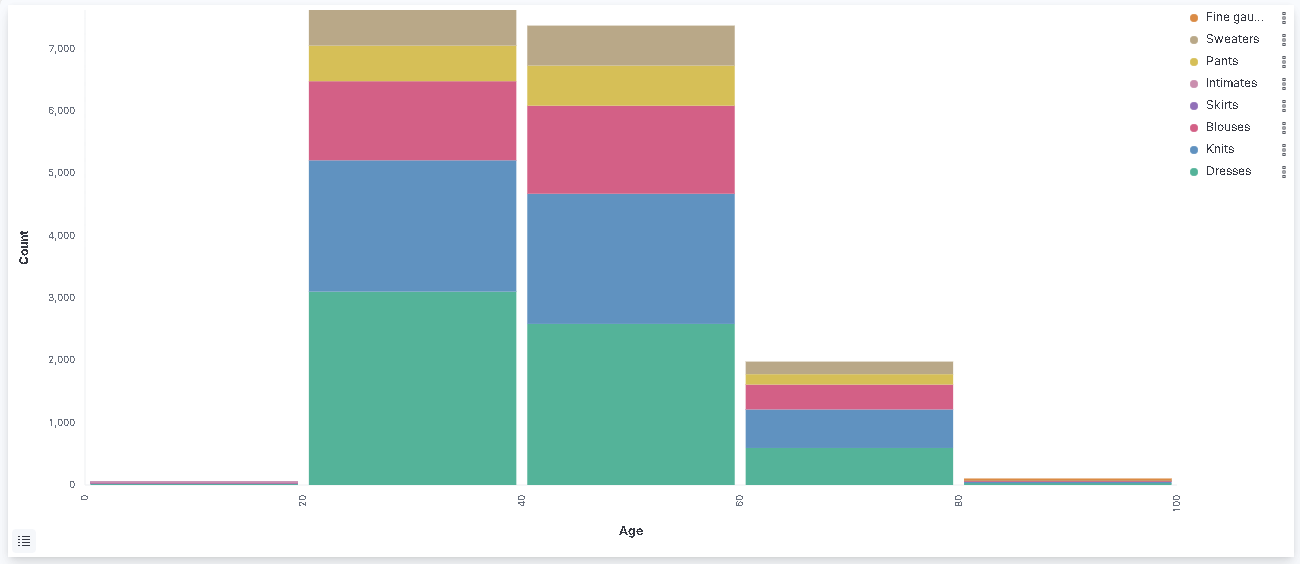 Count
7,000
6,000
5,000
4,000
3,000
2,000
1,000
0
0
20
40
60
80
100
Age
Fine gau...
Sweaters
Pants
Intimates
Skirts
Blouses
Knits
Dresses